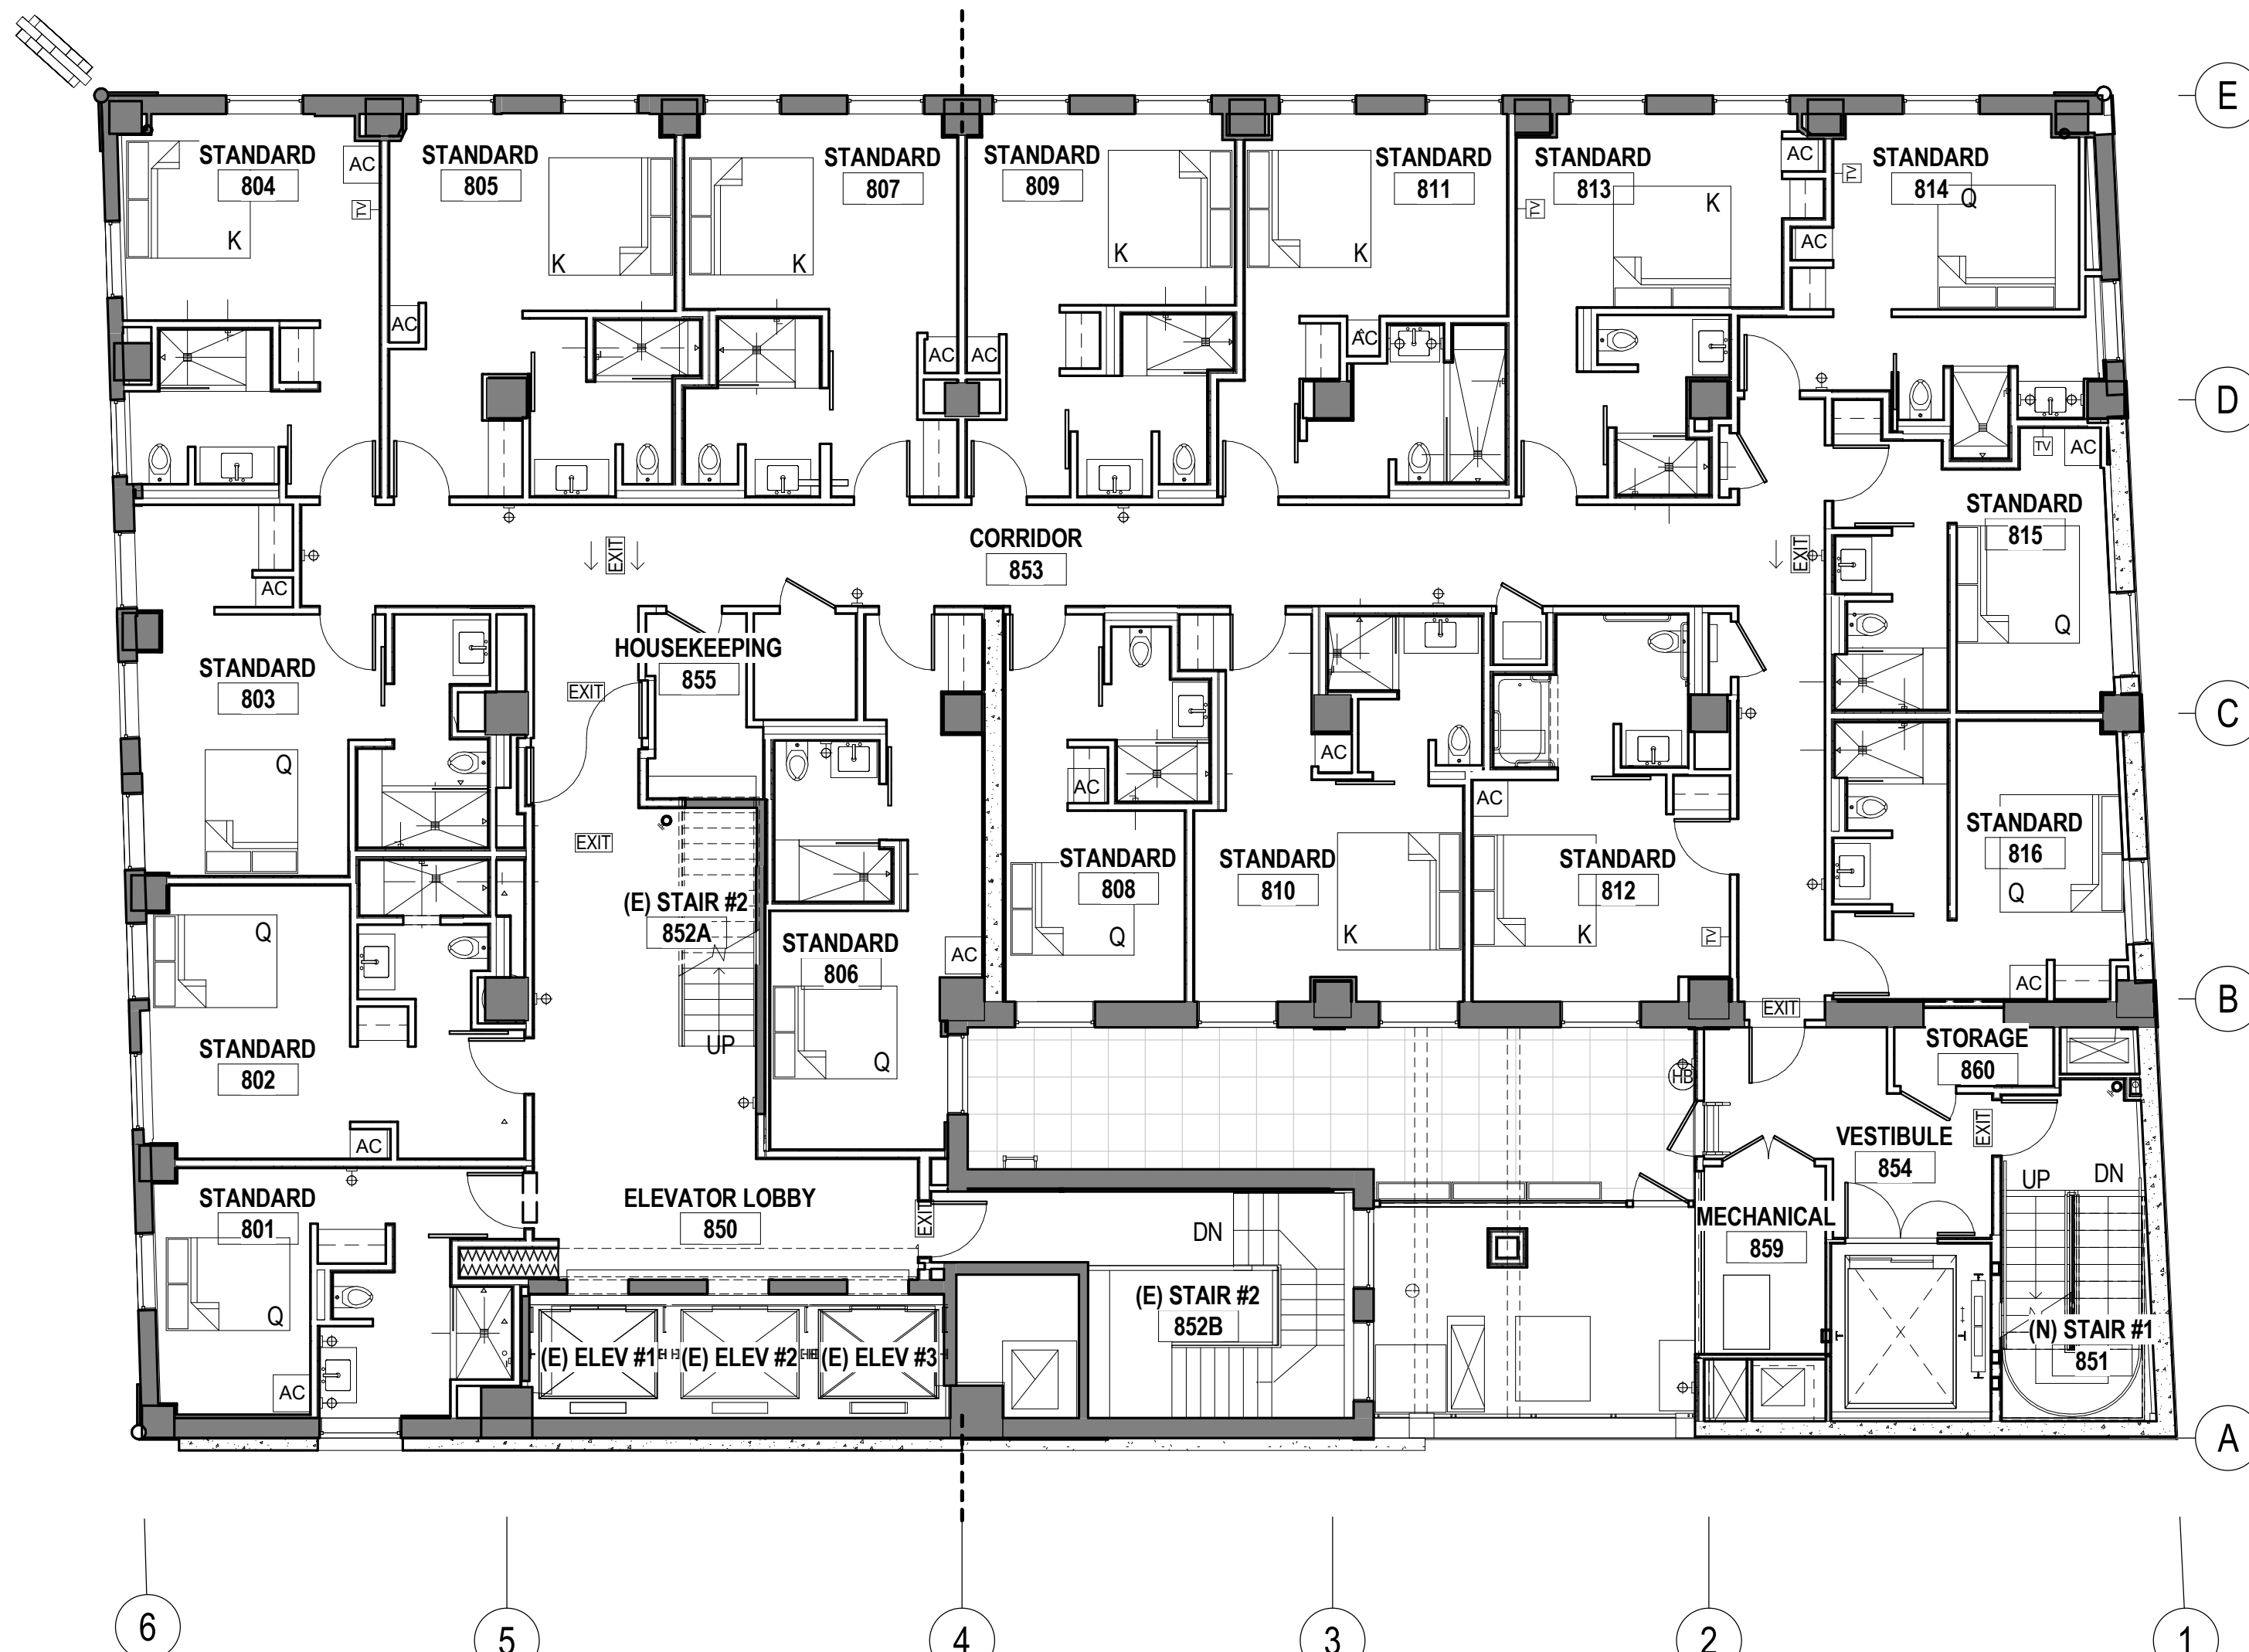 E
STANDARD
804
AC
TV
K
STANDARD
805
K
AC
STANDARD
807
K
AC
STANDARD
809
K
AC
STANDARD
811
K
AC
STANDARD
813
TV
K
AC
AC
TV
STANDARD
814
Q
D
TV
AC
STANDARD
815
Q
CORRIDOR
853
EXIT
EXIT
AC
STANDARD
803
Q
HOUSEKEEPING
855
EXIT
EXIT
C
AC
AC
AC
STANDARD
816
Q
AC
STANDARD
808
Q
STANDARD
810
K
STANDARD
812
K
TV
(E) STAIR #2
852A
UP
STANDARD
806
AC
Q
Q
STANDARD
802
AC
B
EXIT
STORAGE
860
HB
VESTIBULE
854
EXIT
UP
DN
STANDARD
801
Q
AC
ELEVATOR LOBBY
850
EXIT
DN
MECHANICAL
859
(E) STAIR #2
852B
(N) STAIR #1
851
(E) ELEV #1
(E) ELEV #2
(E) ELEV #3
A
6
5
4
3
2
1